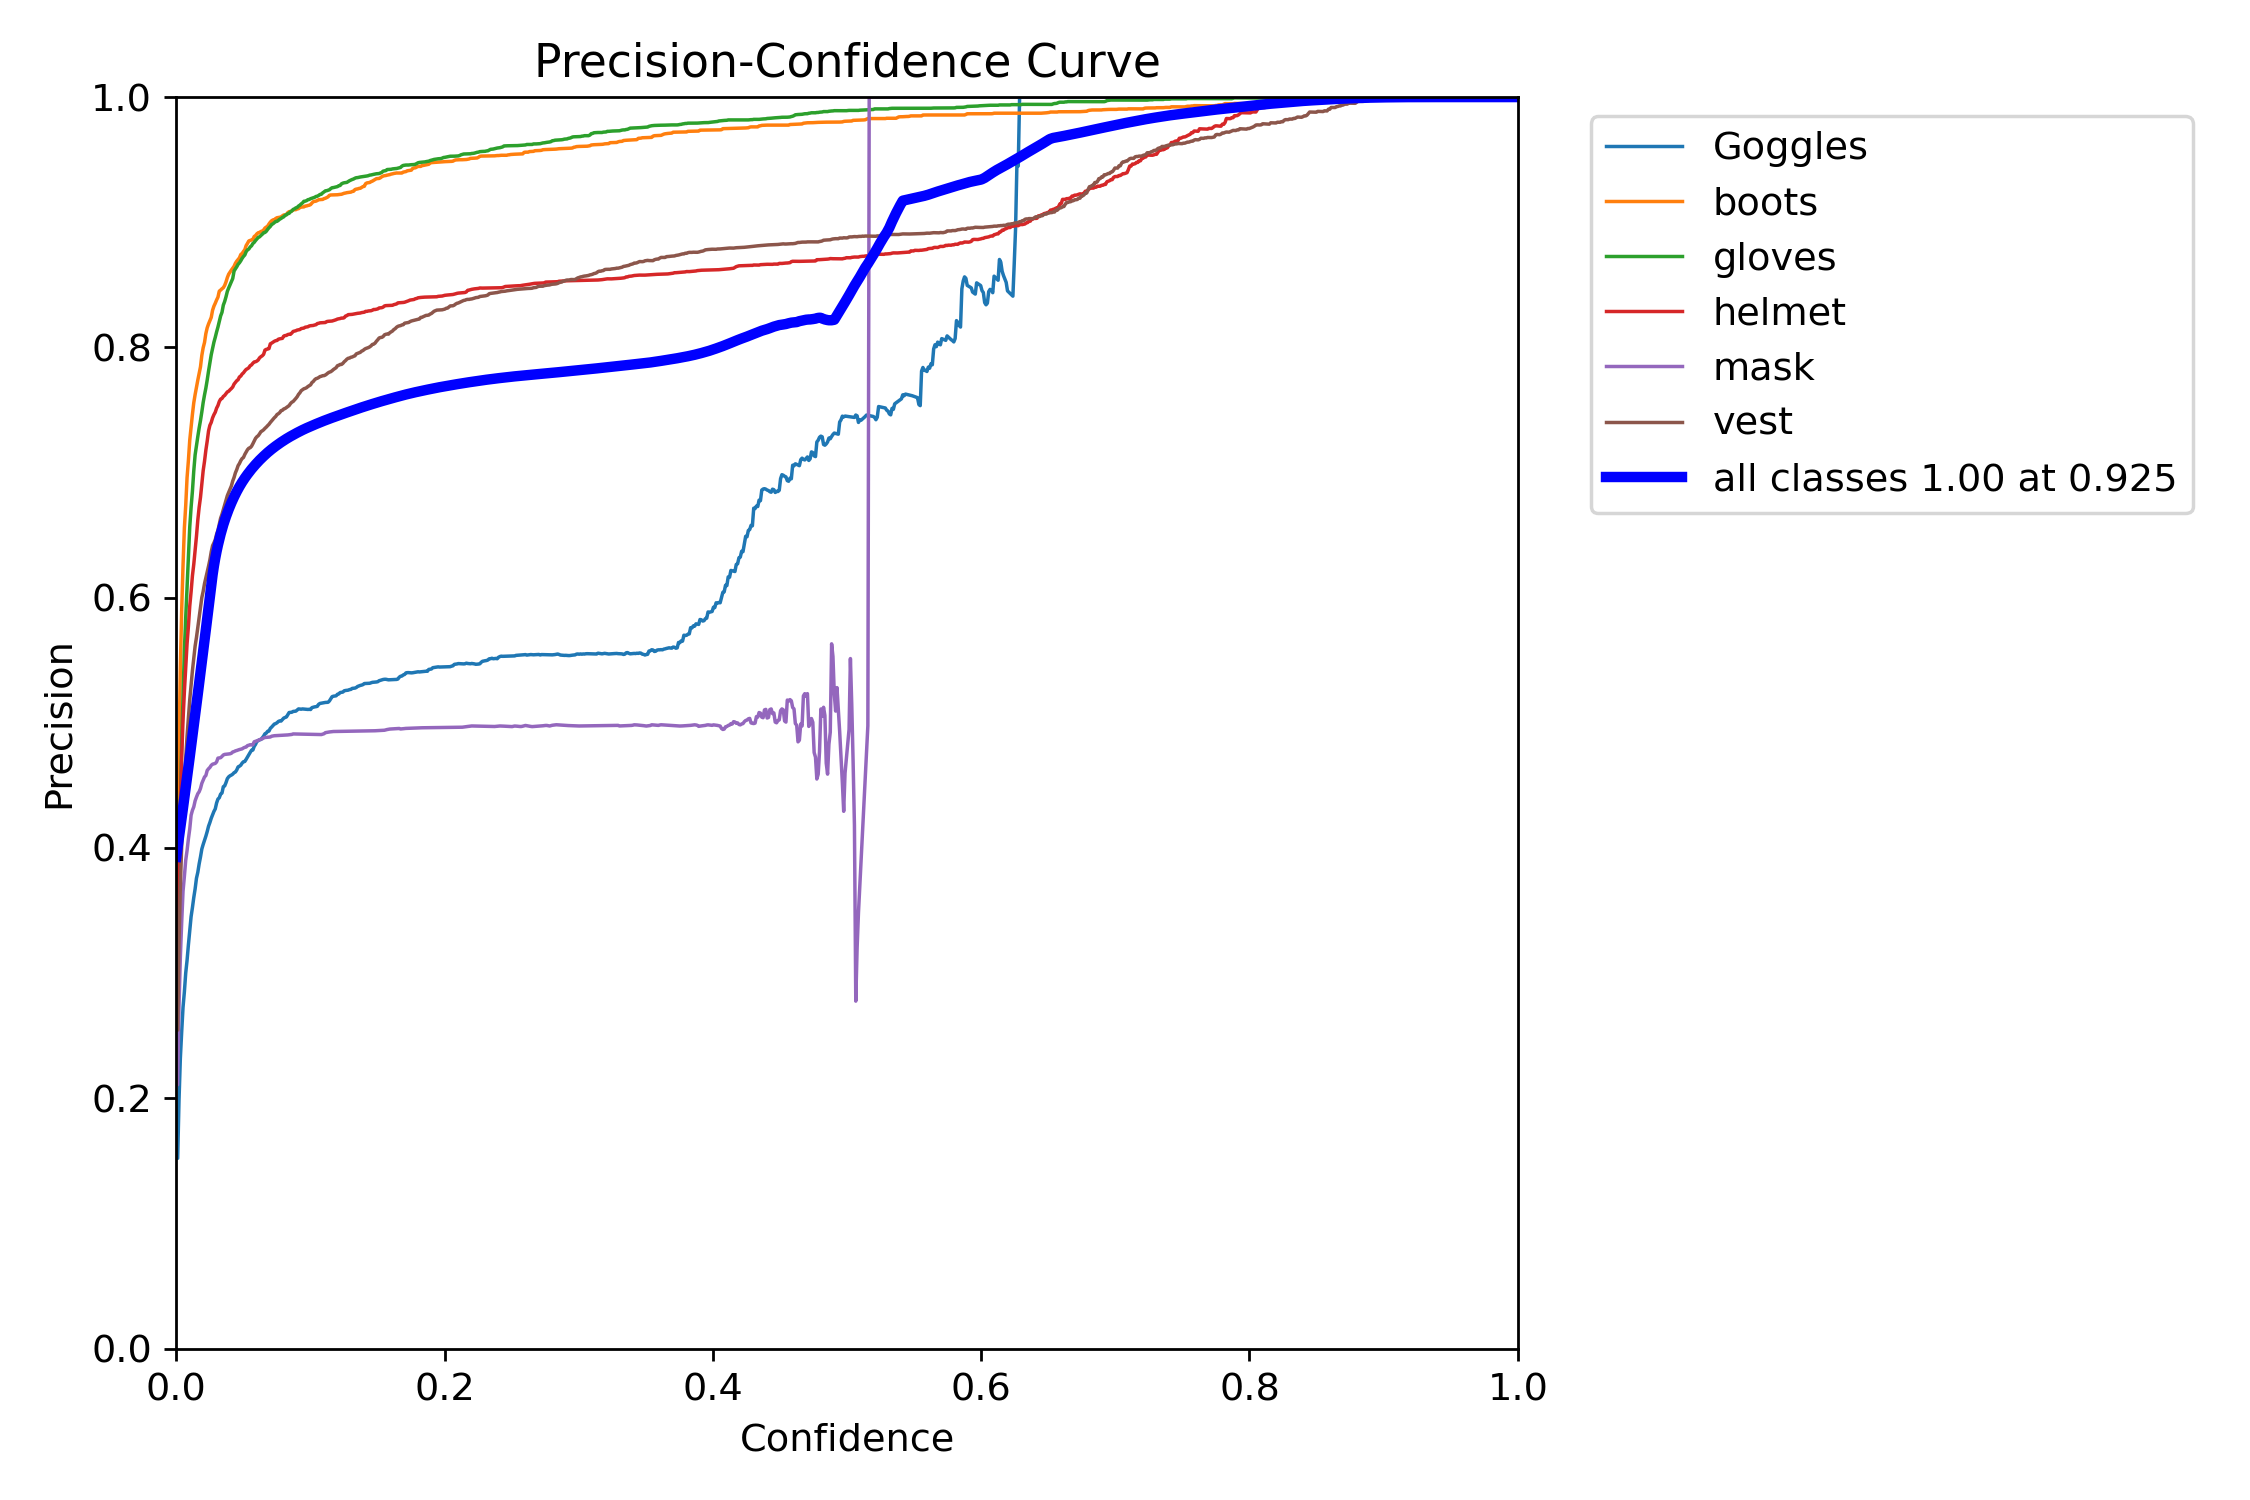 Precision-Confidence Curve
1.0
0.8
0.6
0.4
0.2
0.0
Precision
0.0 0.2 0.4 0.6 0.8 1.0
Confidence
Goggles
boots
gloves
helmet
mask
vest
all classes 1.00 at 0.925